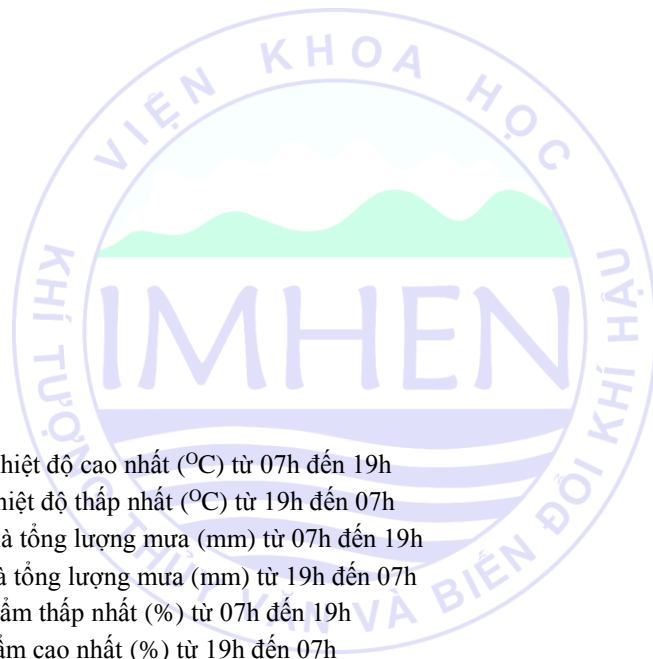 VIỆN KHOA HỌC
KHÍ TƯỢNG THỦY VĂN VÀ BIẾN ĐỔI KHÍ HẬU
IMHEN
hiệt độ cao nhất (OC) từ 07h đến 19h
hiệt độ thấp nhất (OC) từ 19h đến 07h
à tổng lượng mưa (mm) từ 07h đến 19h
à tổng lượng mưa (mm) từ 19h đến 07h
ẩm thấp nhất (%) từ 07h đến 19h
ẩm cao nhất (%) từ 19h đến 07h